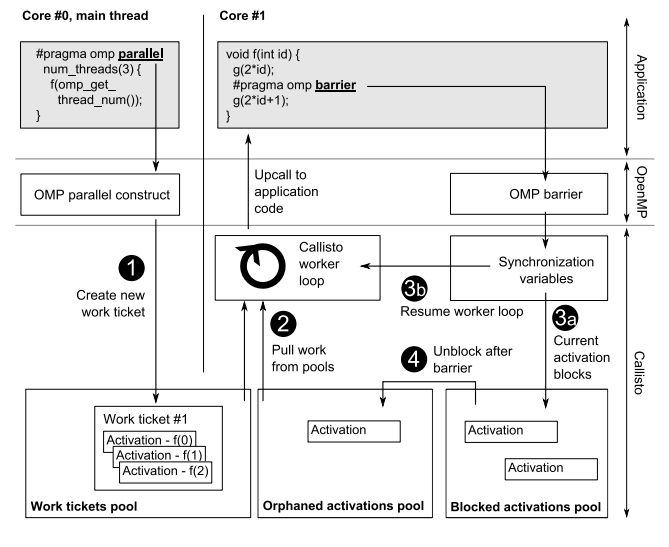 Core #0, main thread
Core #1
#pragma omp parallel
num_threads(3) {
f(omp_get_
thread_num());
}
void f(int id) {
g(2*id);
#pragma omp barrier
g(2*id+1);
}
Application
OMP parallel construct
Upcall to
application
code
OMP barrier
OpenMP
1
Create new
work ticket
Callisto
worker
loop
Synchronization
variables
3b
Resume worker loop
2
Pull work
from pools
3a
Current
activation
blocks
4
Unblock after
barrier
Callisto
Work ticket #1
Activation - f(0)
Activation - f(1)
Activation - f(2)
Work tickets pool
Activation
Orphaned activations pool
Activation
Activation
Blocked activations pool